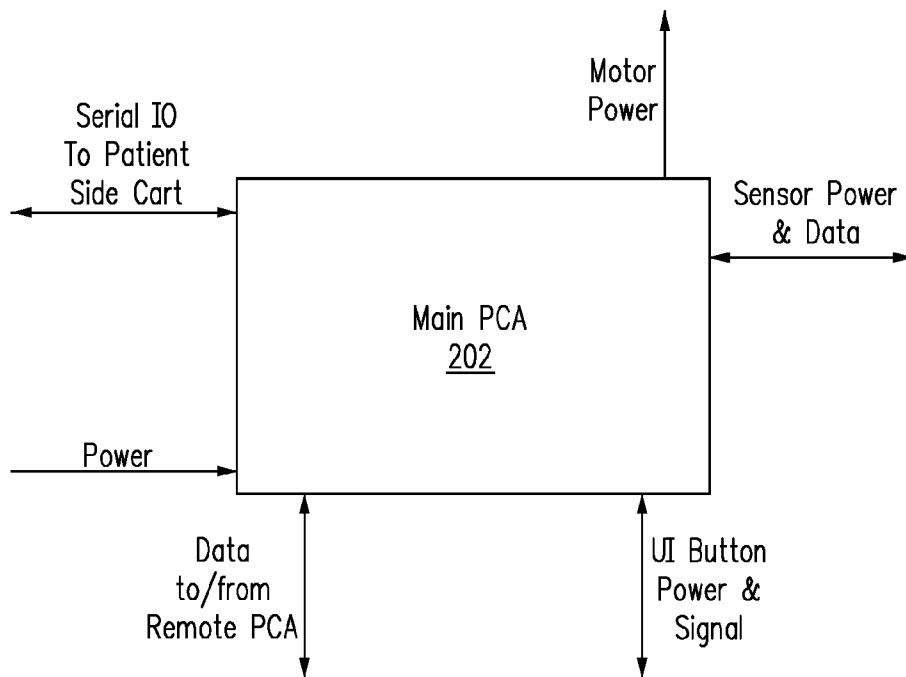 Motor
Power
Serial IO
To Patient
Side Cart
Sensor Power
& Data
Main PCA
202
Power
Data
to/from
Remote PCA
UI Button
Power &
Signal